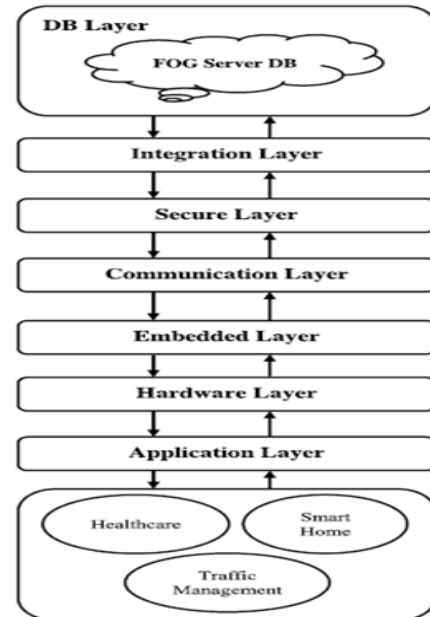 DB Layer
FOG Server DB
Integration Layer
Secure Layer
Communication Layer
Embedded Layer
Hardware Layer
Application Layer
Healthcare
Smart
Home
Traffic
Management